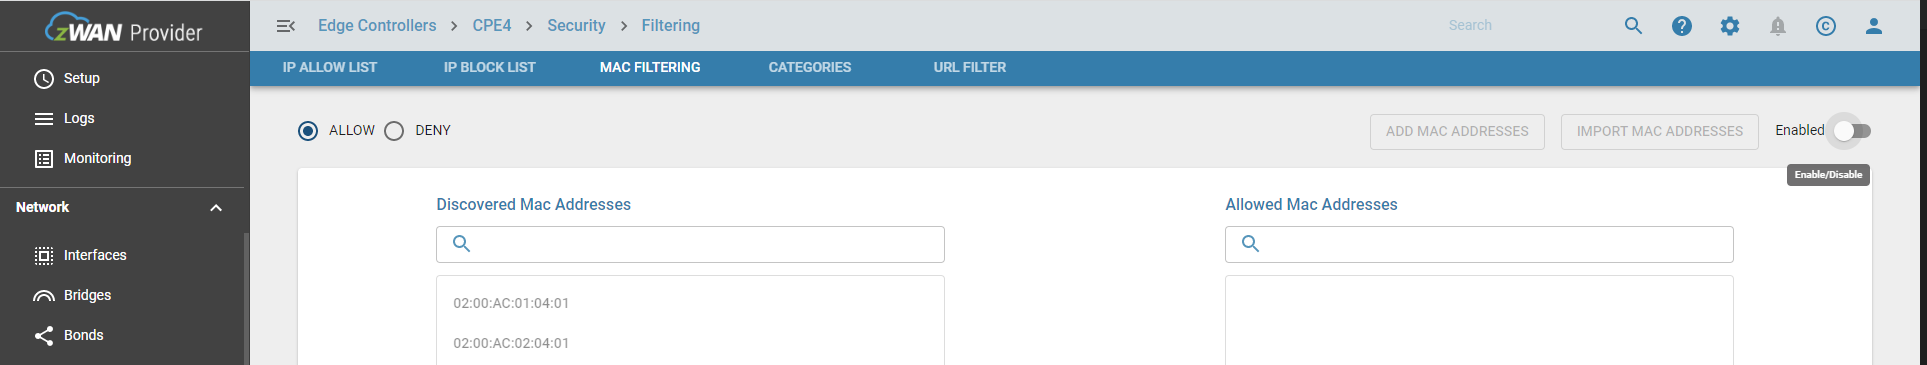 zWAN Provider
Edge Controllers > CPE4 > Security > Filtering
Search
IP ALLOW LIST IP BLOCK LIST MAC FILTERING CATEGORIES URL FILTER
Setup
Logs
Monitoring
Network
Interfaces
Bridges
Bonds
ALLOW DENY
ADD MAC ADDRESSES IMPORT MAC ADDRESSES Enabled
Enable/Disable
Discovered Mac Addresses
02:00:AC:01:04:01
02:00:AC:02:04:01
Allowed Mac Addresses